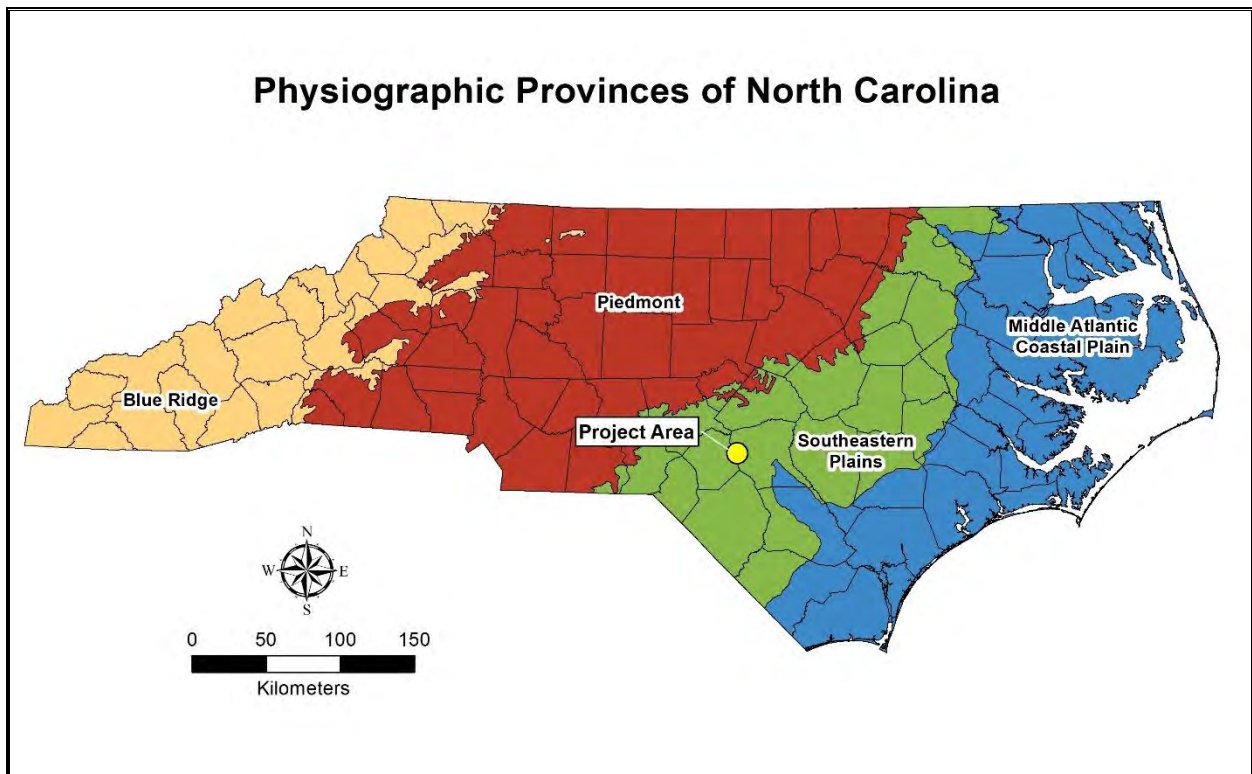 Physiographic Provinces of North Carolina
Piedmont
Middle Atlantic
Coastal Plain
Blue Ridge
Project Area
Southeastern
Plains
N
W E
S
0 50 100 150
Kilometers